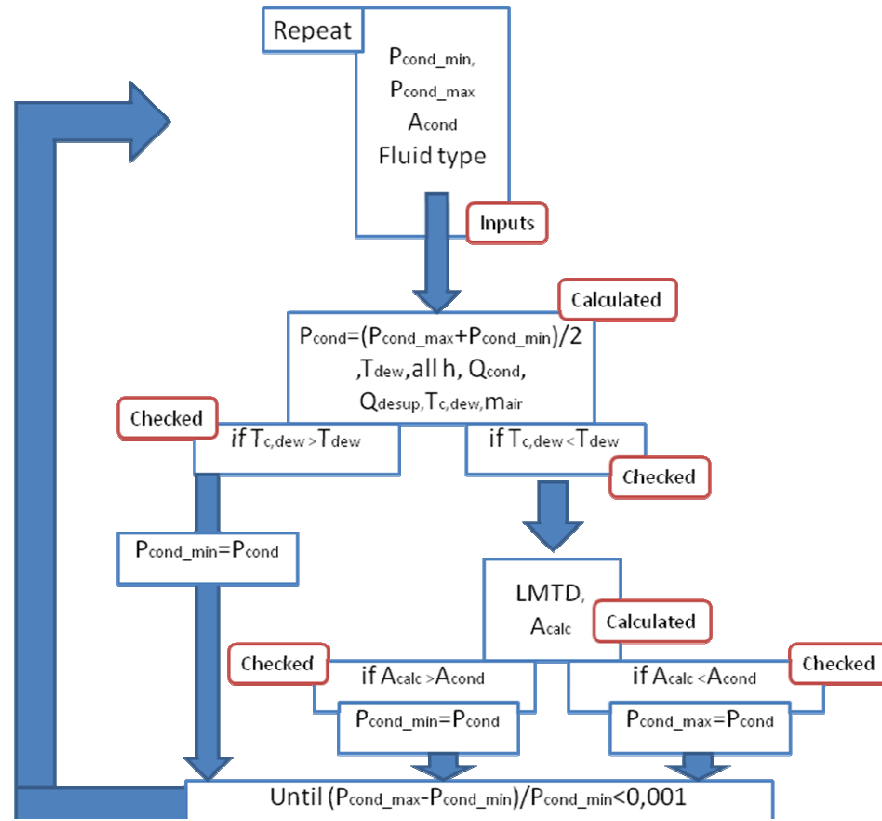 Repeat
Pcond_min,
Pcond_max
Acond
Fluid type
Inputs
Calculated
Pcond=(Pcond_max+Pcond_min)/2
,Tdew,all h, Qcond,
Qdesup,Tc,dew,mair
Checked
if Tc,dew >Tdew
if Tc,dew <Tdew
Checked
Pcond_min=Pcond
LMTD,
Acalc
Calculated
Checked
if Acalc >Acond
if Acalc <Acond
Checked
Pcond_min=Pcond
Pcond_max=Pcond
Until (Pcond_max-Pcond_min)/Pcond_min<0,001